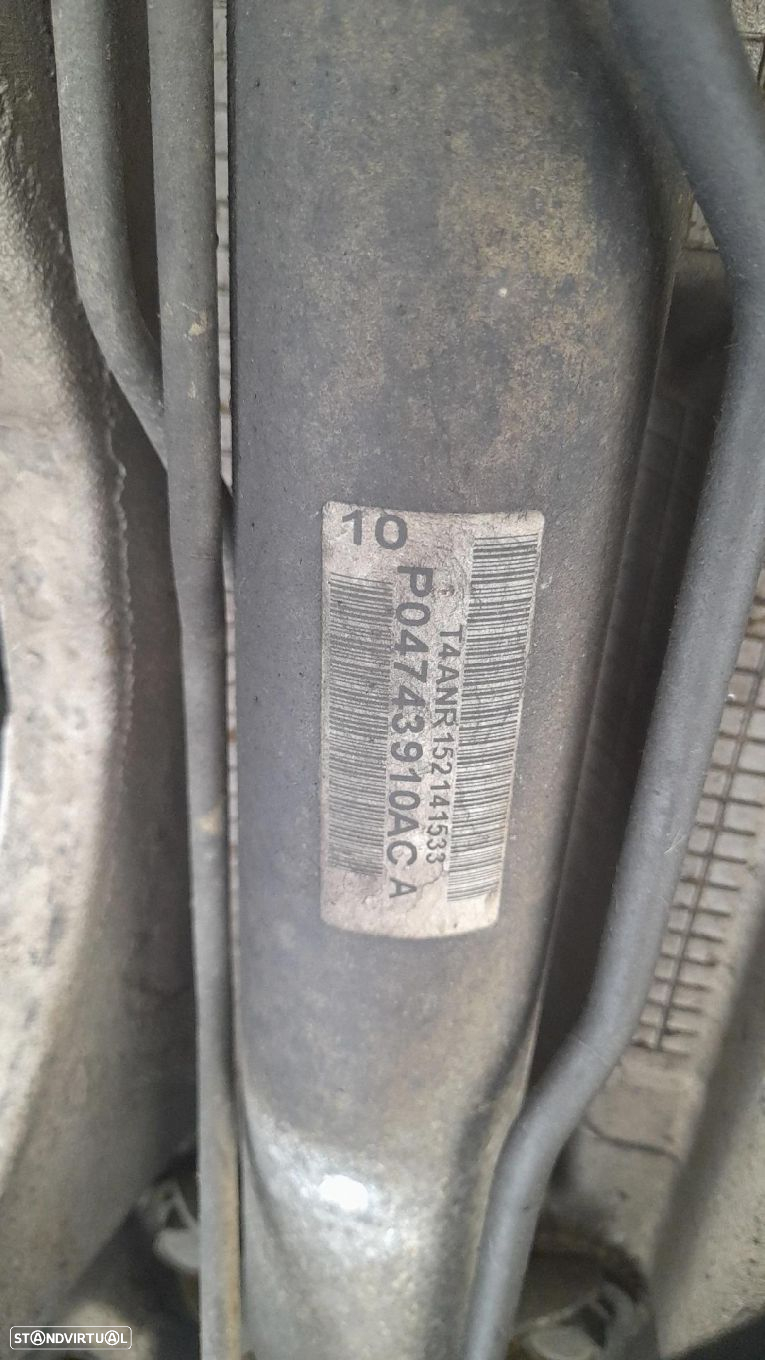 10
T4ANR152141533
P04743910AC A
STANDVIRTUAL